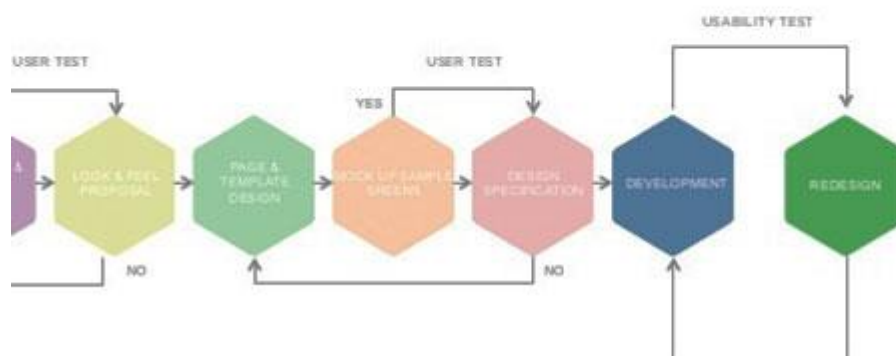 USABILITY TEST
USER TEST
USER TEST
YES
&
LOOK & FEEL
PROPOSAL
PAGE &
TEMPLATE
DESIGN
MOCK UP SAMPLE
SHEENS
DESIGN
SPECIFICATION
DEVELOPMENT
REDESIGN
NO
NO